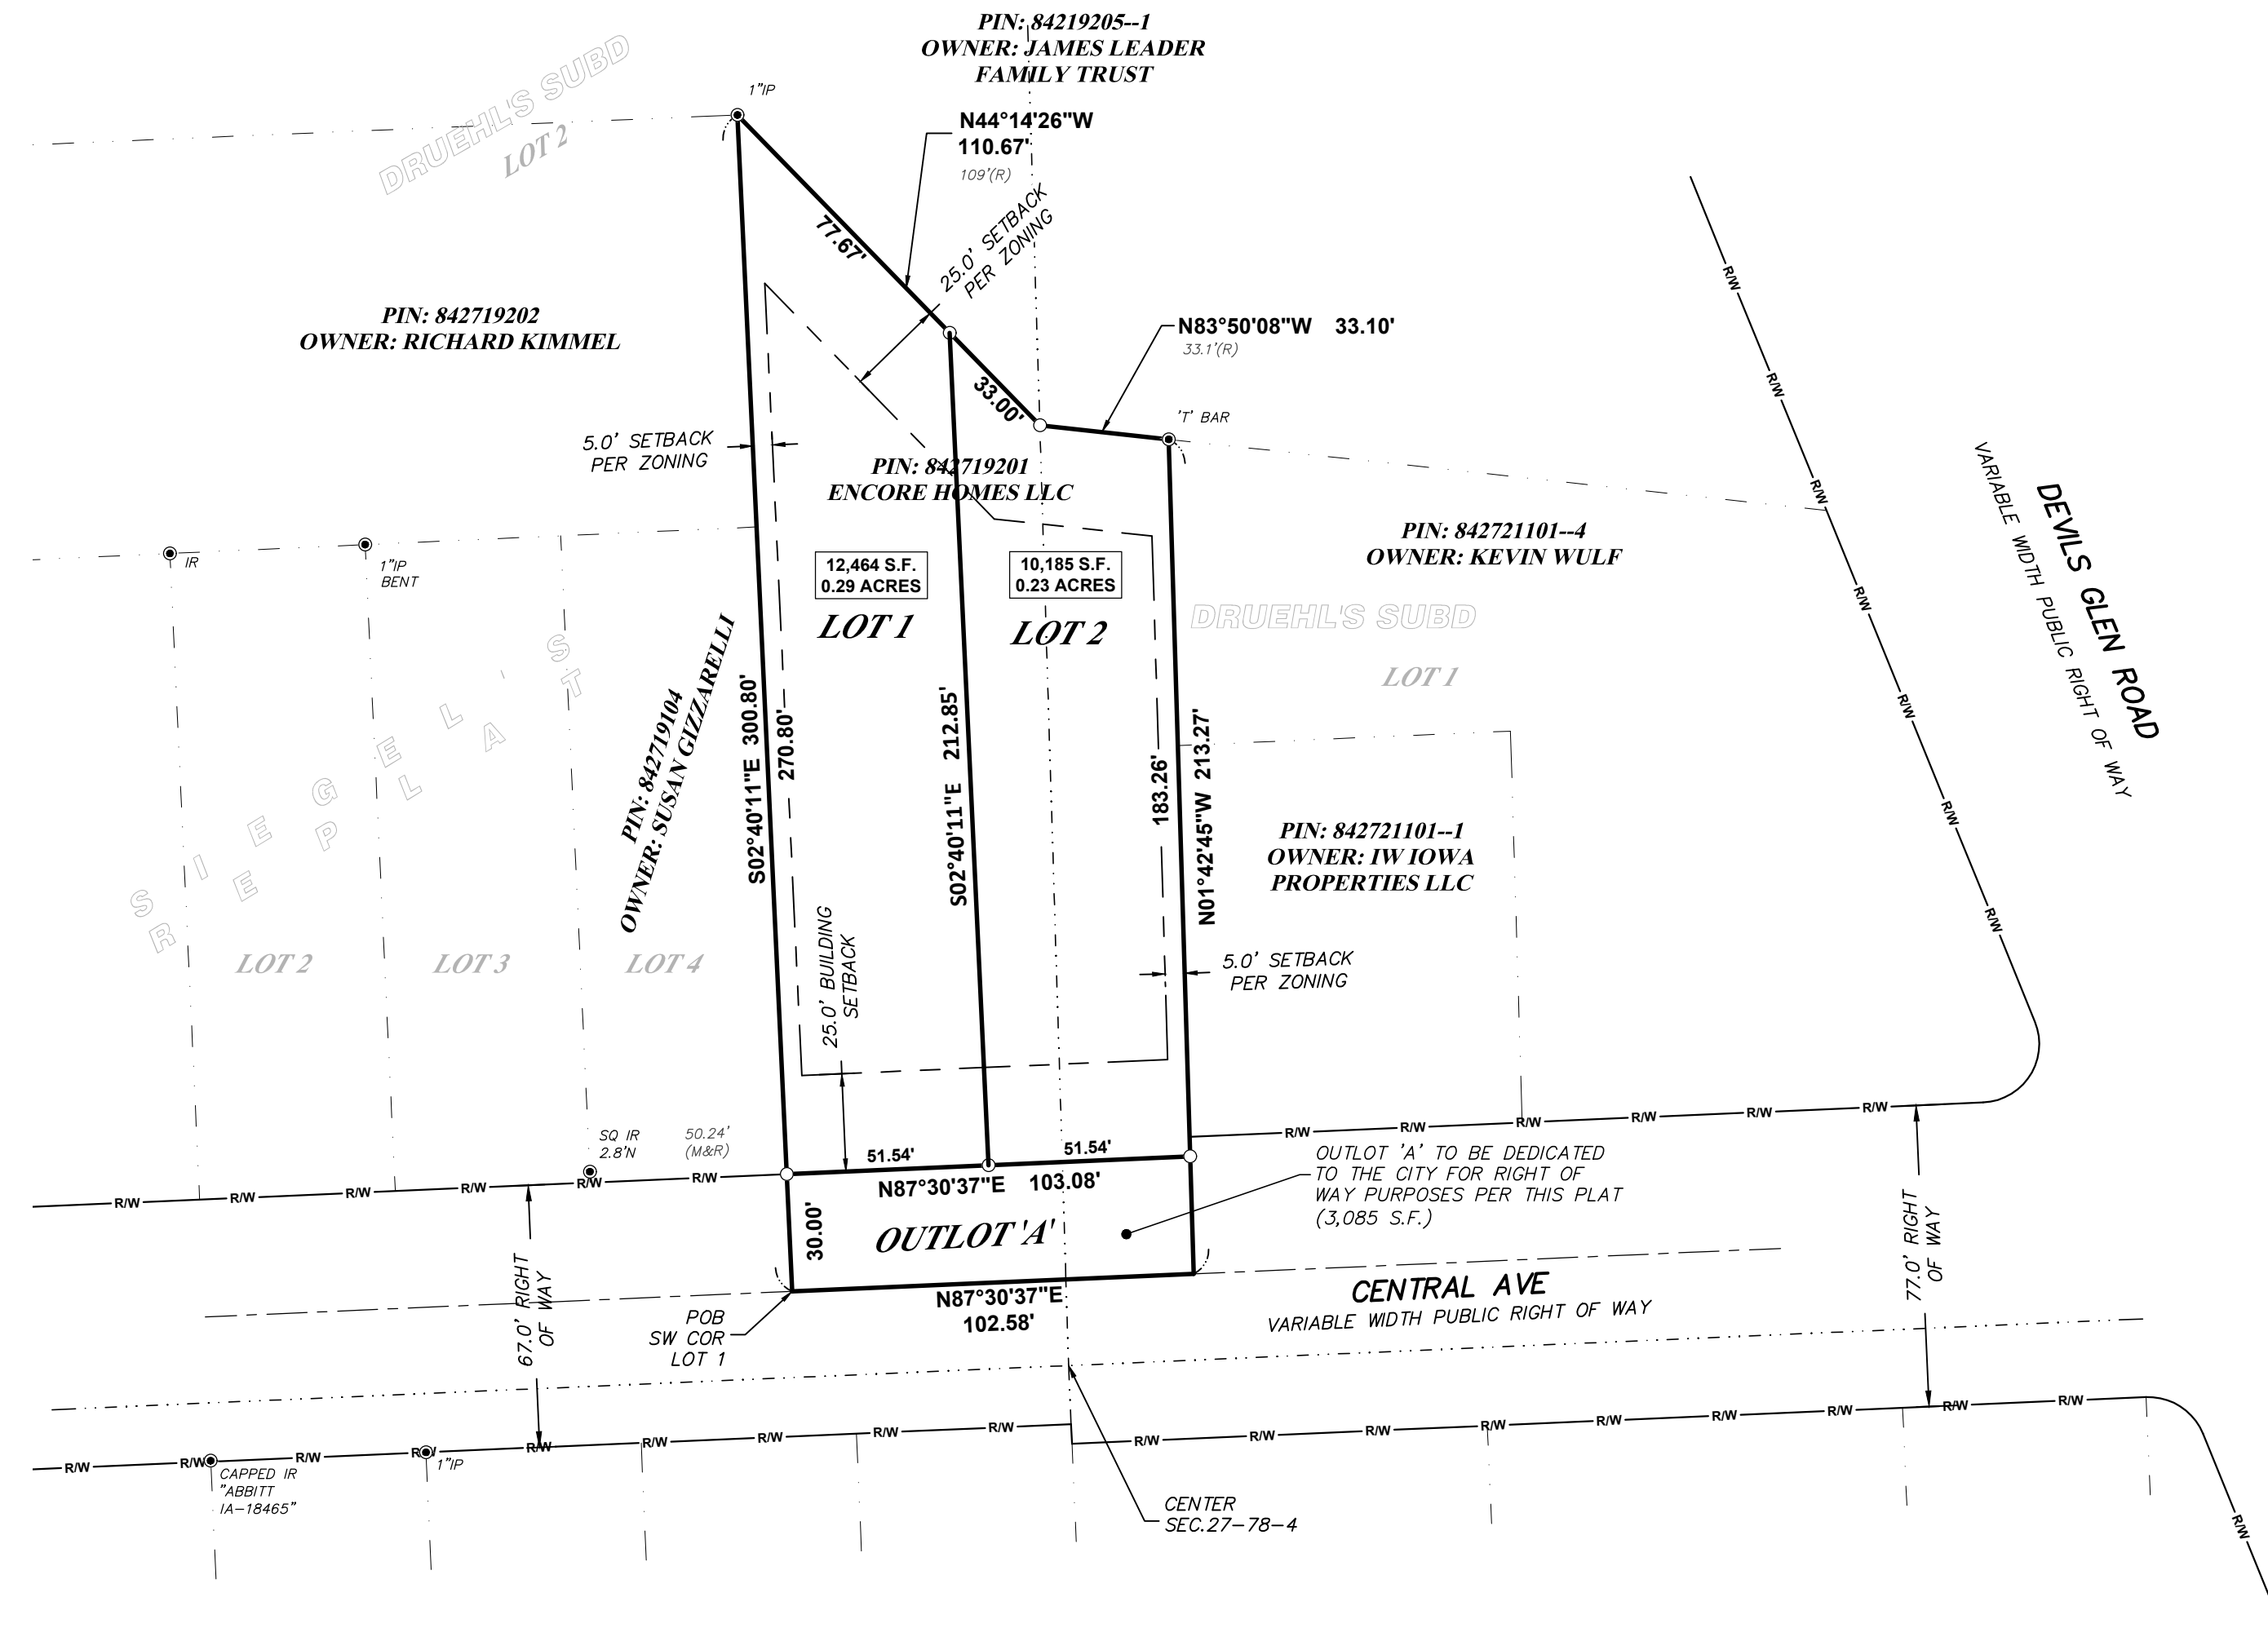 PIN: 84219205--1
OWNER: JAMES LEADER
FAMILY TRUST
1"IP
DRUEHL'S SUBD
LOT 2
N44°14'26"W
110.67'
109'(R)
25.0' SETBACK
PER ZONING
77.67'
PIN: 842719202
OWNER: RICHARD KIMMEL
N83°50'08"W 33.10'
33.1'(R)
33.00'
'T' BAR
5.0' SETBACK
PER ZONING
PIN: 842719201
ENCORE HOMES LLC
PIN: 842721101--4
OWNER: KEVIN WULF
DEVILS GLEN ROAD
VARIABLE WIDTH PUBLIC RIGHT OF WAY
IR
1"IP
BENT
12,464 S.F.
0.29 ACRES
LOT 1
10,185 S.F.
0.23 ACRES
LOT 2
DRUEHL'S SUBD
LOT 1
SIEGEL'S
REPLAT
PIN: 842719104
OWNER: SUSAN GIZZARELLI
S02°40'11"E 300.80'
270.80'
S02°40'11"E 212.85'
183.26'
N01°42'45"W 213.27'
PIN: 842721101--1
OWNER: IW IOWA
PROPERTIES LLC
LOT 2
LOT 3
LOT 4
25.0' BUILDING
SETBACK
5.0' SETBACK
PER ZONING
SQ IR
2.8'N
50.24'
(M&R)
51.54'
51.54'
N87°30'37"E 103.08'
OUTLOT 'A' TO BE DEDICATED
TO THE CITY FOR RIGHT OF
WAY PURPOSES PER THIS PLAT
(3,085 S.F.)
30.00'
OUTLOT 'A'
67.0' RIGHT
OF WAY
77.0' RIGHT
OF WAY
N87°30'37"E
102.58'
CENTRAL AVE
VARIABLE WIDTH PUBLIC RIGHT OF WAY
POB
SW COR
LOT 1
R/W R/W R/W R/W R/W R/W R/W R/W
R/W R/W R/W R/W R/W R/W
R/W R/W R/W R/W R/W R/W
R/W R/W R/W R/W R/W R/W R/W R/W R/W
R/W R/W R/W R/W R/W R/W R/W R/W R/W
R/W
CAPPED IR
"ABBITT
IA-18465"
1"IP
CENTER
SEC.27-78-4